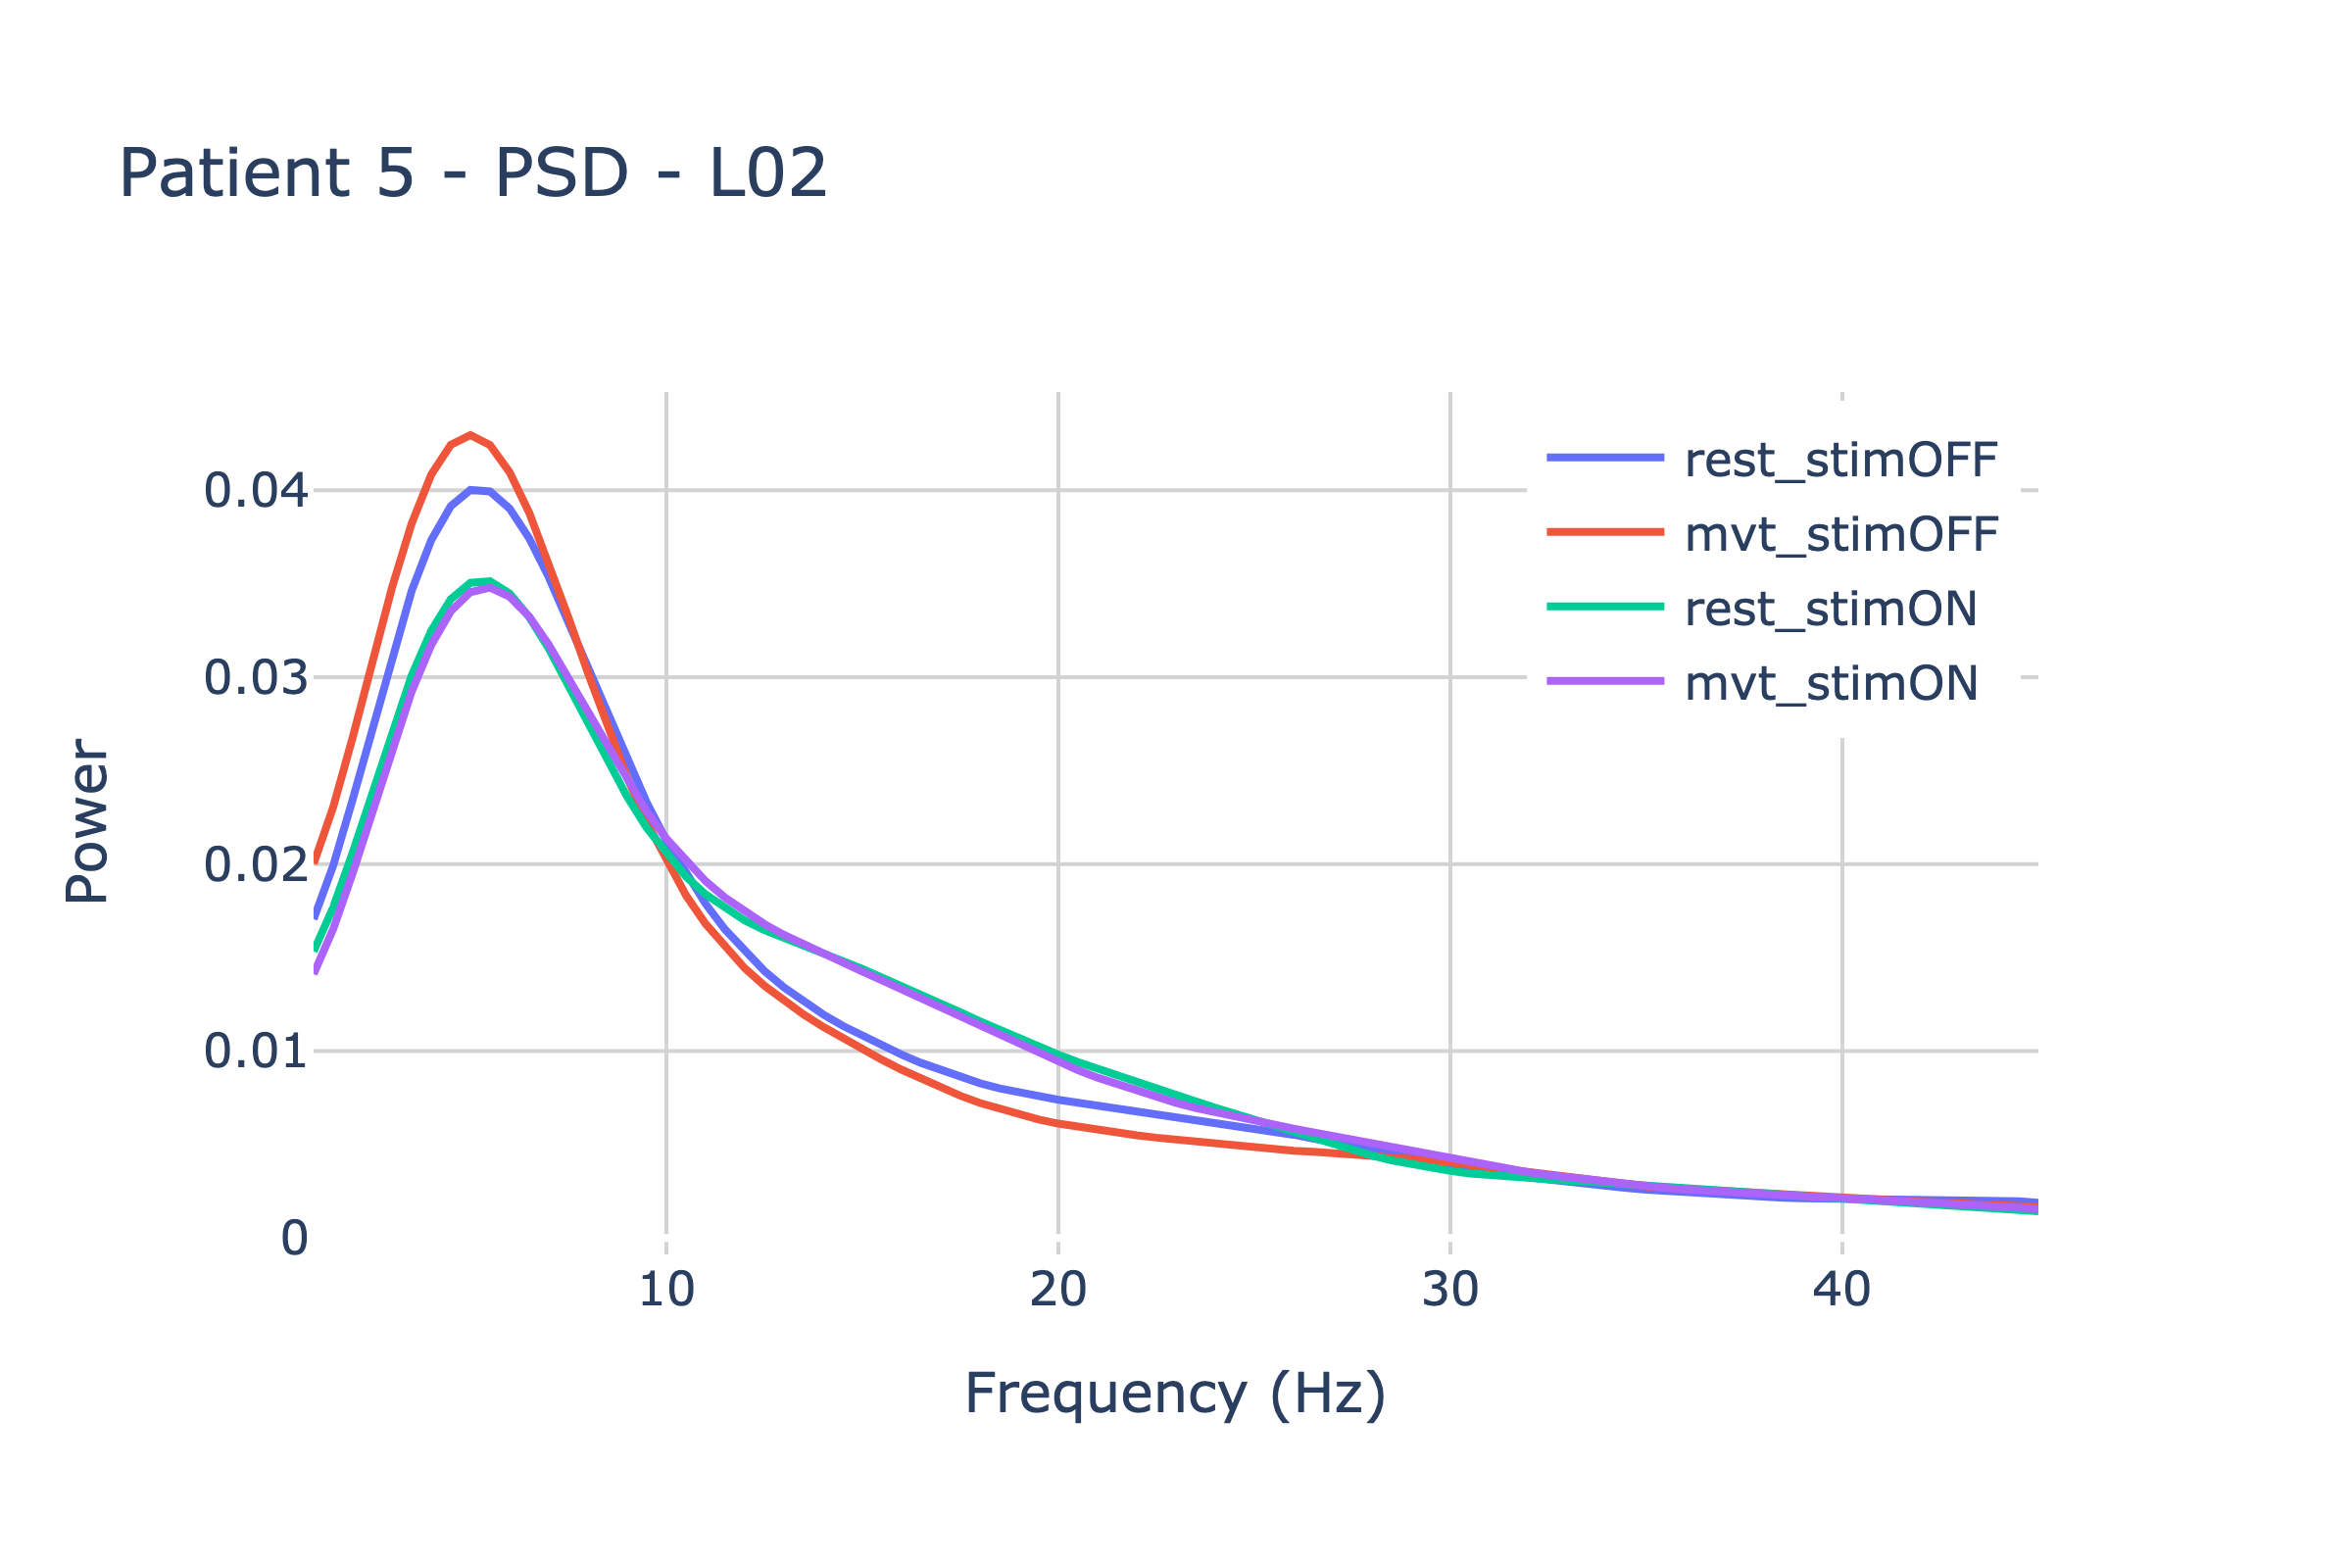 Patient 5 - PSD - L02
rest_stimOFF
mvt_stimOFF
rest_stimON
mvt_stimON
0.04
0.03
0.02
0.01
0
Power
10 20 30 40
Frequency (Hz)